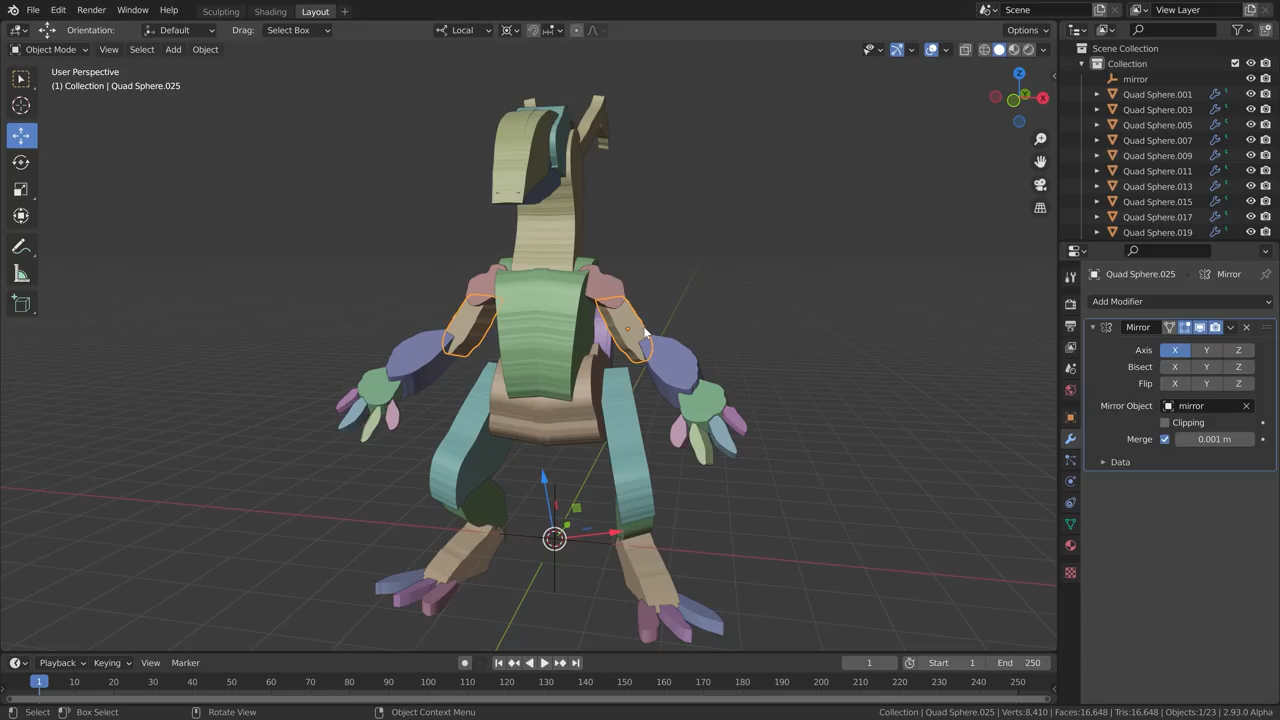 File Edit Render Window Help Sculpting Shading Layout + Scene View Layer
Orientation: Default Drag: Select Box Local Options
Object Mode View Select Add Object
User Perspective
(1) Collection | Quad Sphere.025
Z
Y
X
Scene Collection
Collection
mirror
Quad Sphere.001
Quad Sphere.003
Quad Sphere.005
Quad Sphere.007
Quad Sphere.009
Quad Sphere.011
Quad Sphere.013
Quad Sphere.015
Quad Sphere.017
Quad Sphere.019
Quad Sphere.025 Mirror
Add Modifier
Mirror
Axis X Y Z
Bisect X Y Z
Flip X Y Z
Mirror Object mirror
Clipping
Merge 0.001 m
Data
Playback Keying View Marker 1 Start 1 End 250
1 10 20 30 40 50 60 70 80 90 100 110 120 130 140 150 160 170 180 190 200 210 220 230 240 250
Select Box Select Rotate View Object Context Menu Collection | Quad Sphere.025 | Verts:8,410 | Faces:16,648 | Tris:16,648 | Objects:1/23 | 2.93.0 Alpha